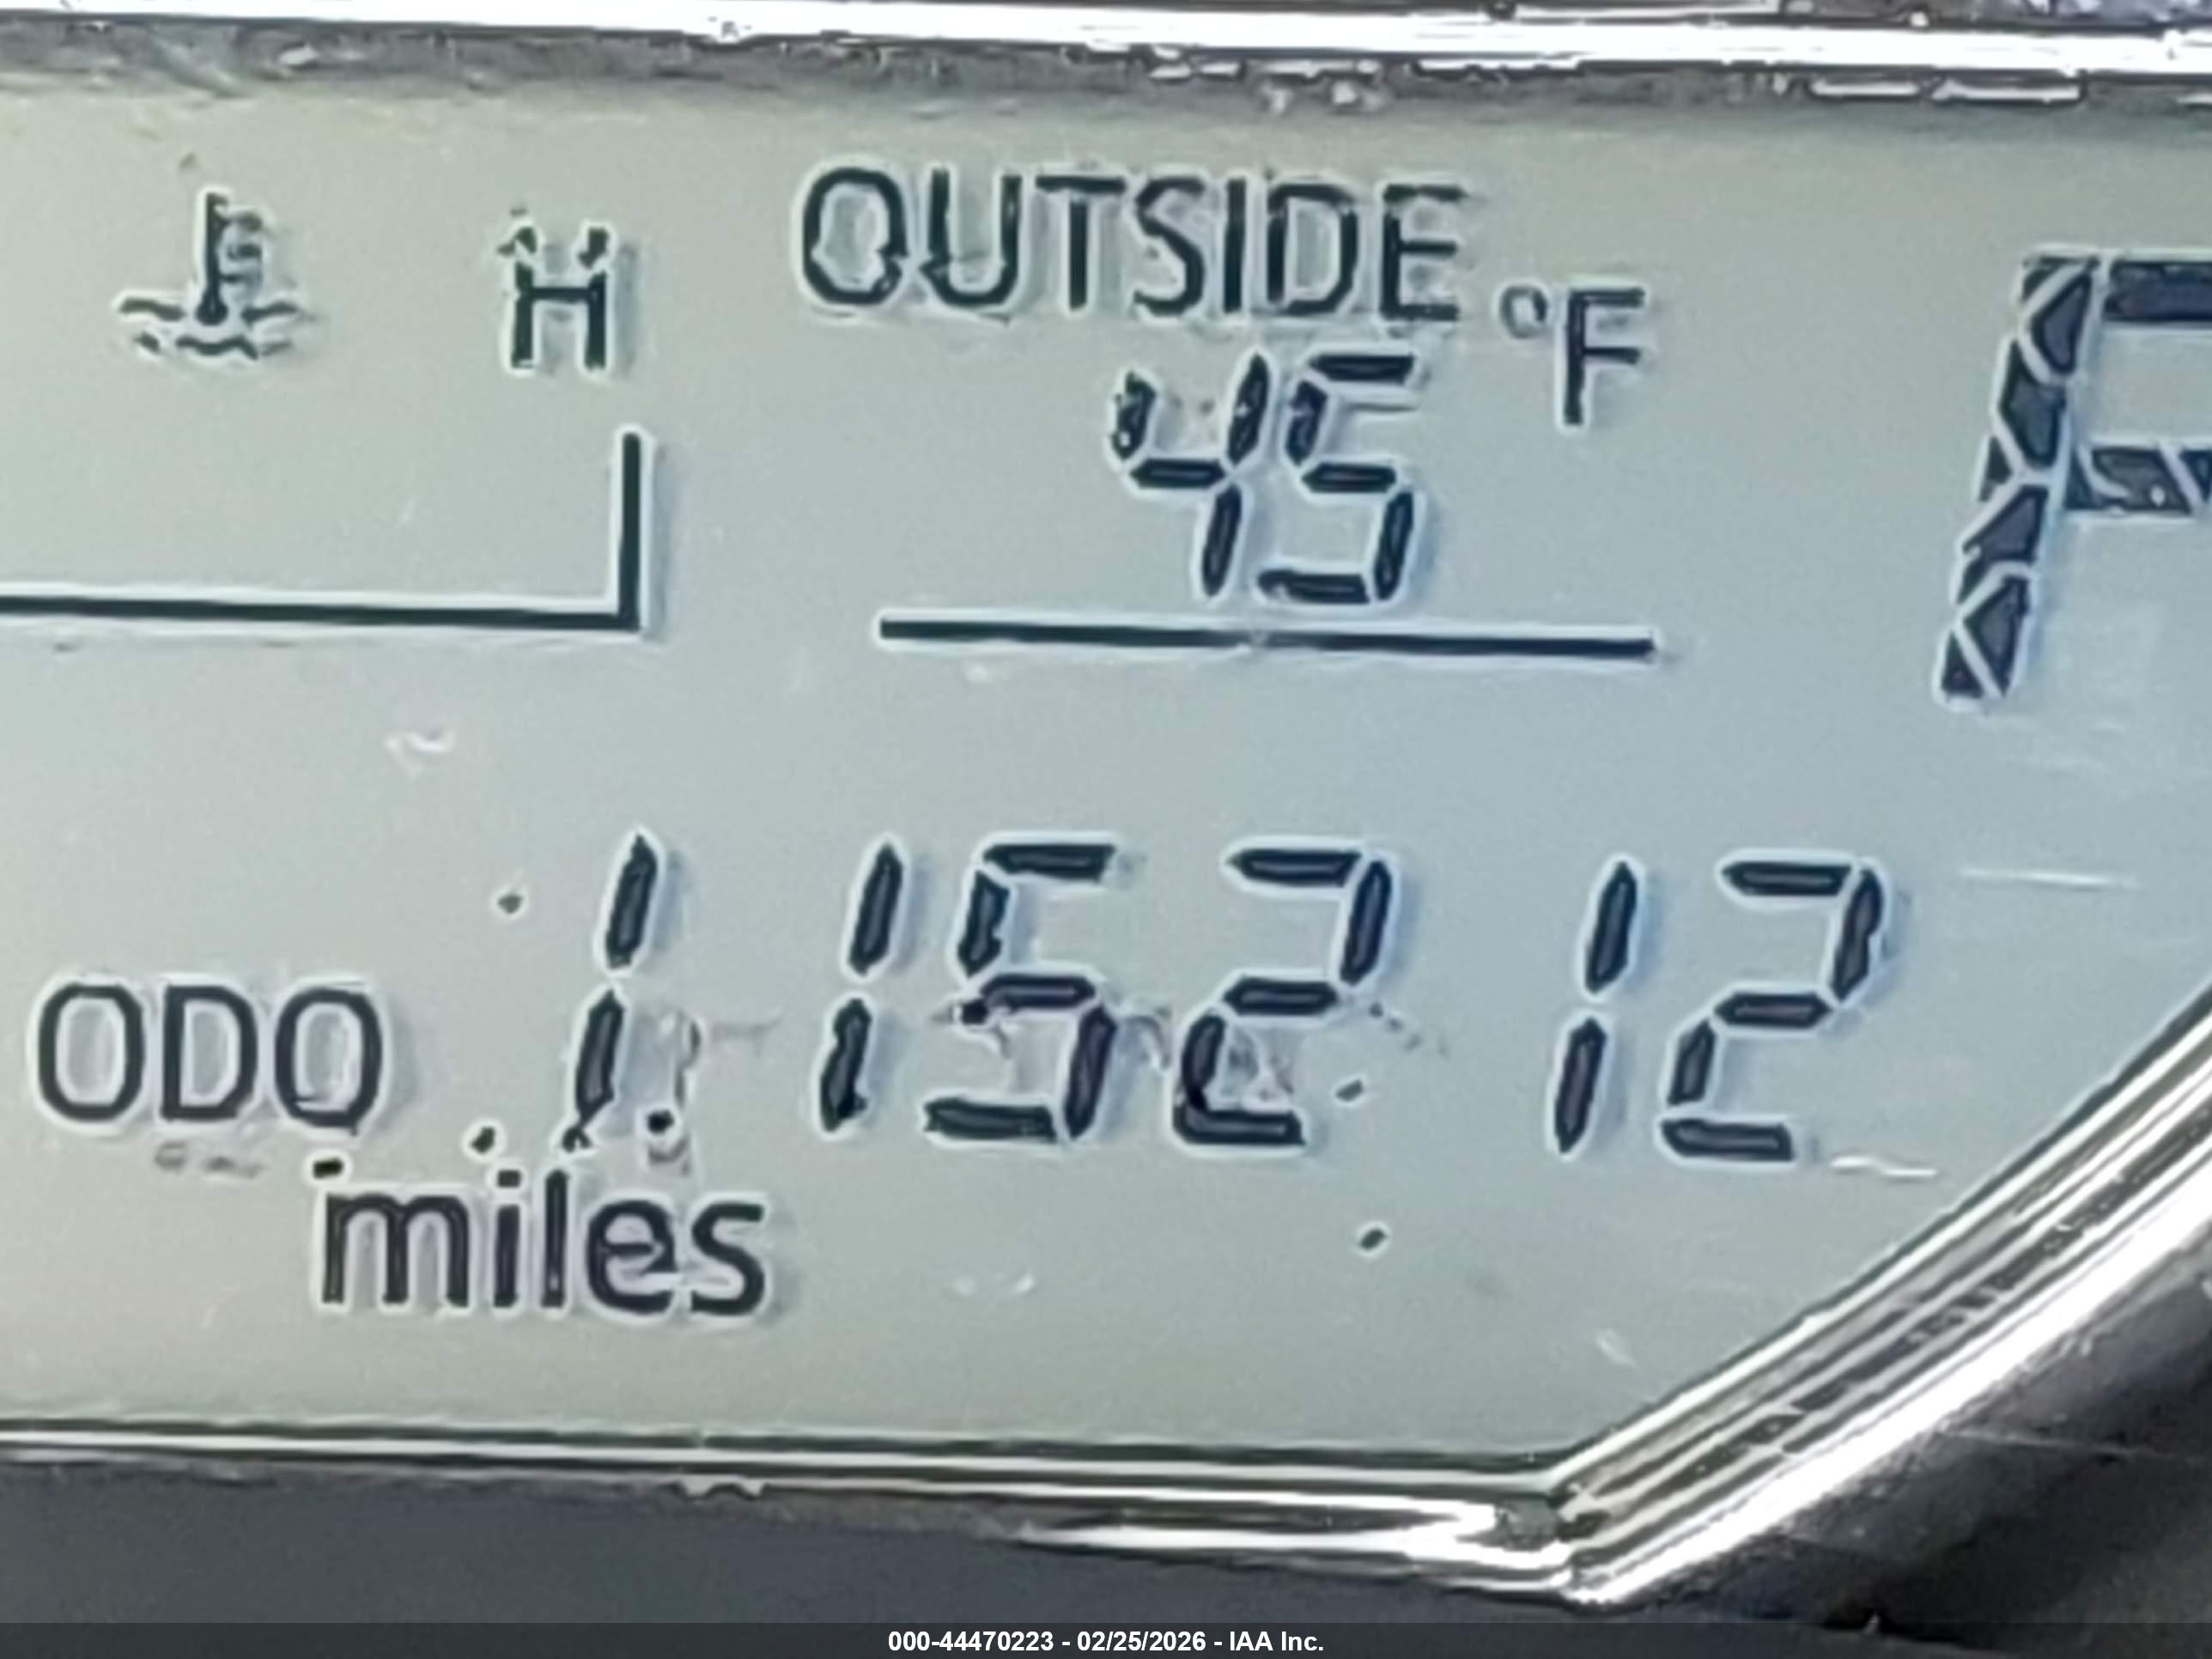 H
OUTSIDE
°F
45
P
ODO 115212
miles
000-44470223 - 02/25/2026 - IAA Inc.